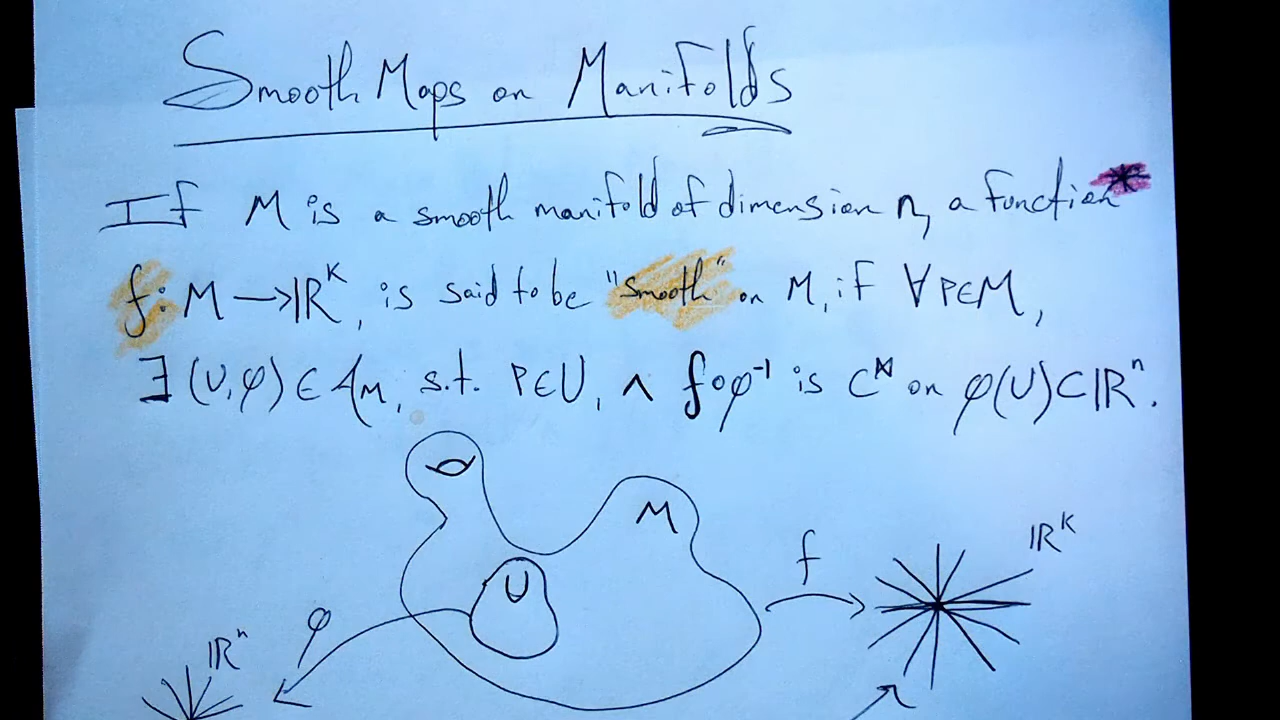 Smooth Maps on Manifolds
If M is a smooth manifold of dimension n, a function*
f: M → ℝᴷ, is said to be "smooth" on M, if ∀ p∈M,
∃ (U,φ) ∈ 𝒜_M, s.t. p∈U, ∧ f∘φ⁻¹ is C^∞ on φ(U)⊂ℝⁿ.
M
U
f
ℝᴷ
φ
ℝⁿ